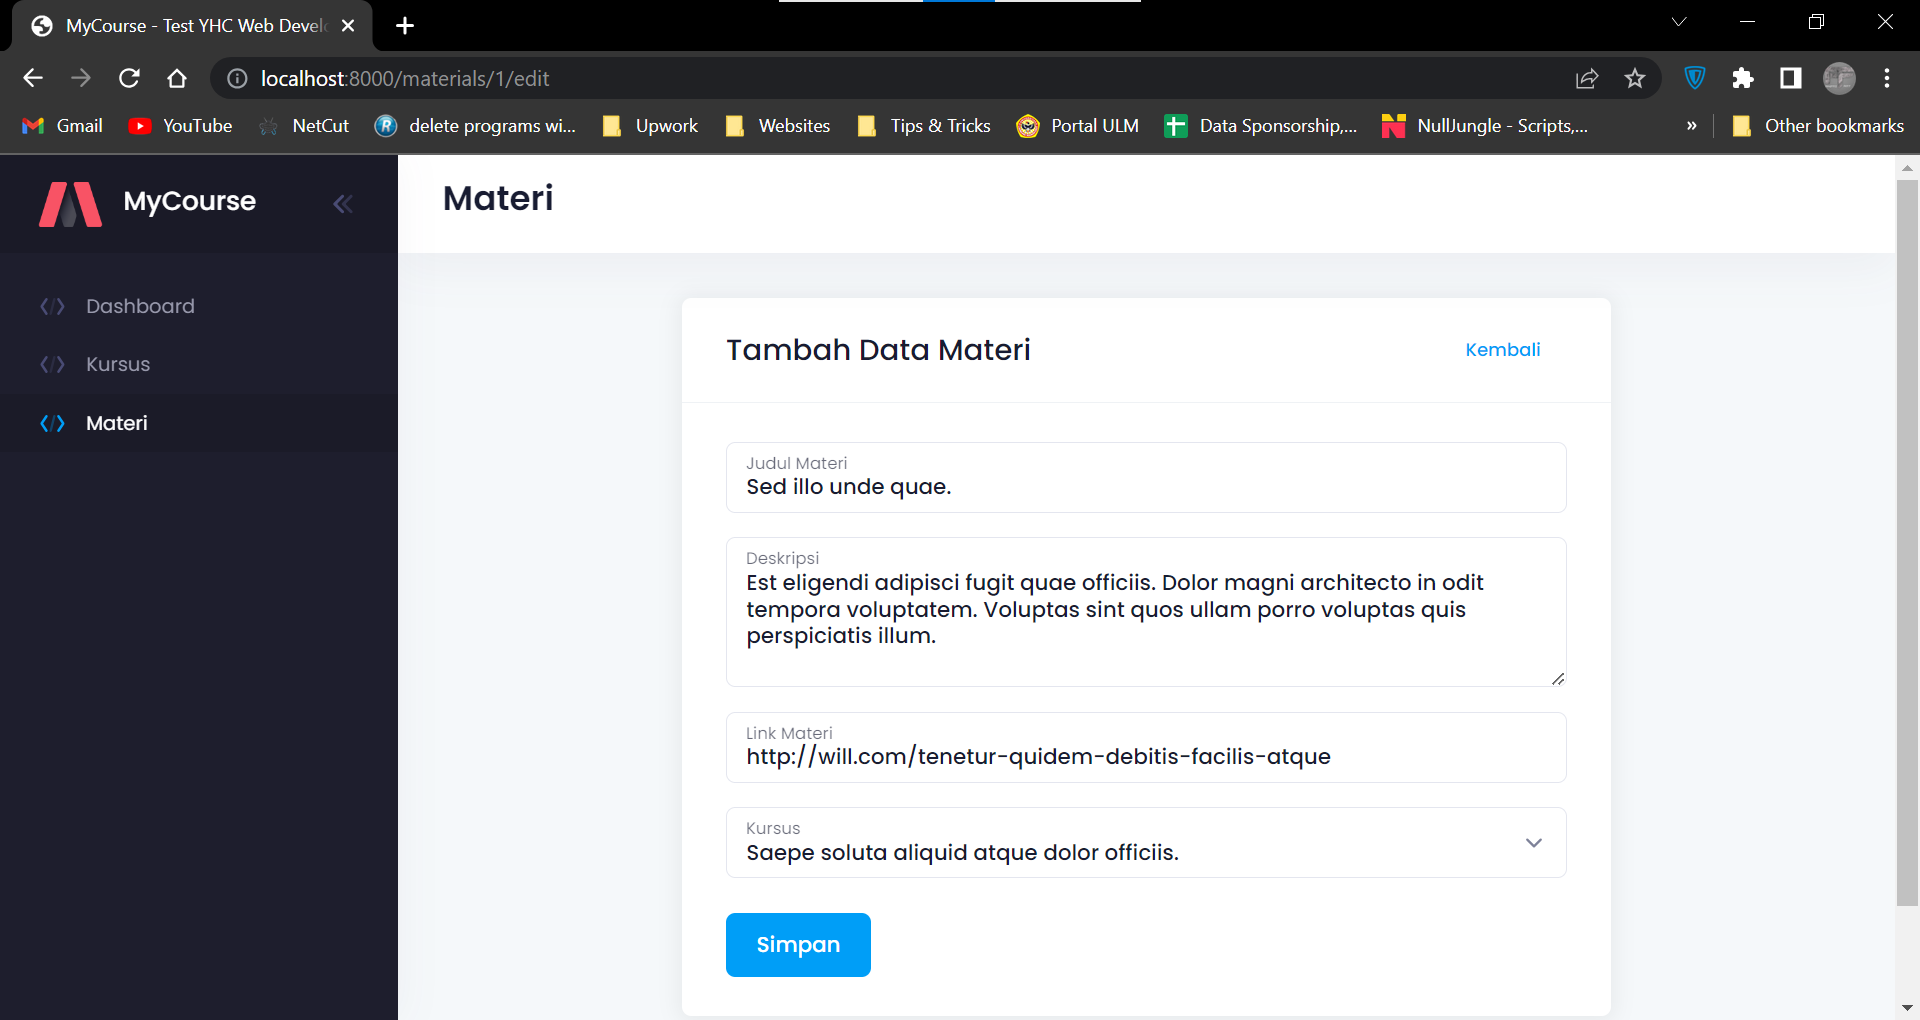 MyCourse - Test YHC Web Devel
localhost:8000/materials/1/edit
Gmail
YouTube
NetCut
delete programs wi...
Upwork
Websites
Tips & Tricks
Portal ULM
Data Sponsorship,...
NullJungle - Scripts,...
»
Other bookmarks
MyCourse
Materi
Dashboard
Kursus
Materi
Tambah Data Materi
Kembali
Judul Materi
Sed illo unde quae.
Deskripsi
Est eligendi adipisci fugit quae officiis. Dolor magni architecto in odit
tempora voluptatem. Voluptas sint quos ullam porro voluptas quis
perspiciatis illum.
Link Materi
http://will.com/tenetur-quidem-debitis-facilis-atque
Kursus
Saepe soluta aliquid atque dolor officiis.
Simpan